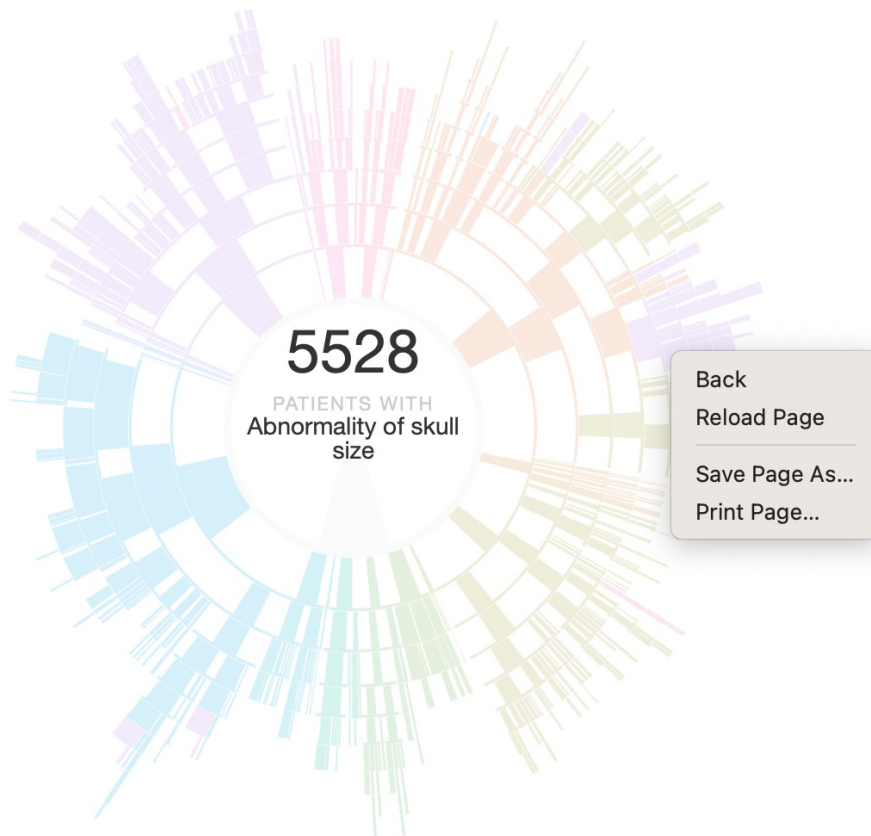 5528
PATIENTS WITH
Abnormality of skull
size
Back
Reload Page
Save Page As...
Print Page...